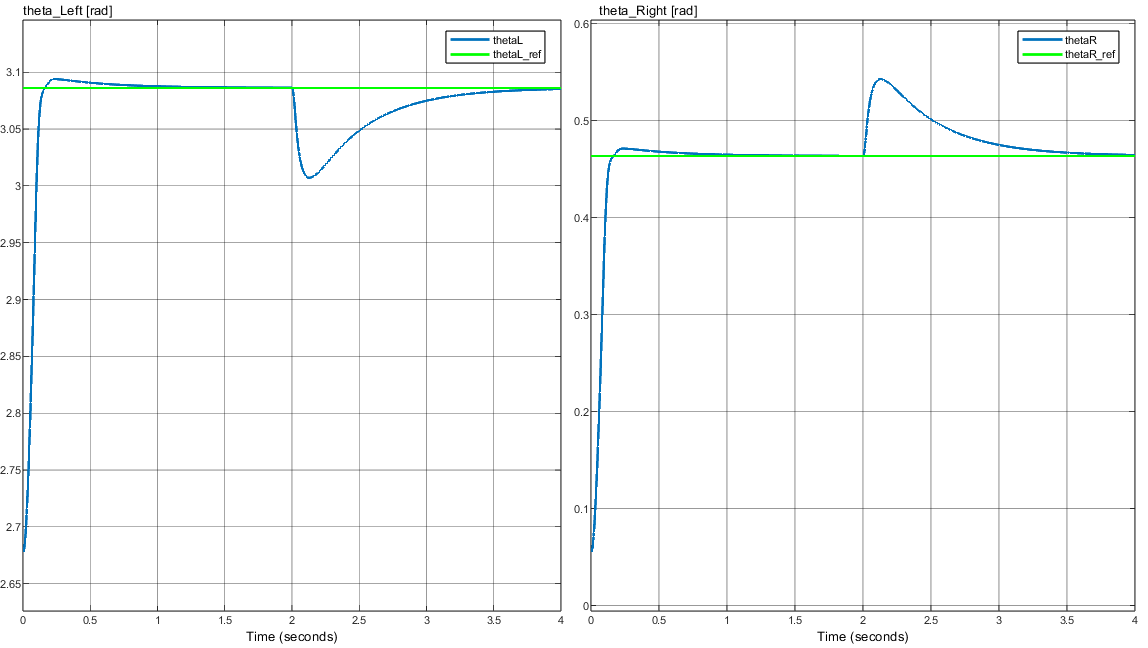 theta_Left [rad]
thetaL
thetaL_ref
3.1
3.05
3
2.95
2.9
2.85
2.8
2.75
2.7
2.65
0 0.5 1 1.5 2 2.5 3 3.5 4
Time (seconds)
theta_Right [rad]
thetaR
thetaR_ref
0.6
0.5
0.4
0.3
0.2
0.1
0
0 0.5 1 1.5 2 2.5 3 3.5 4
Time (seconds)